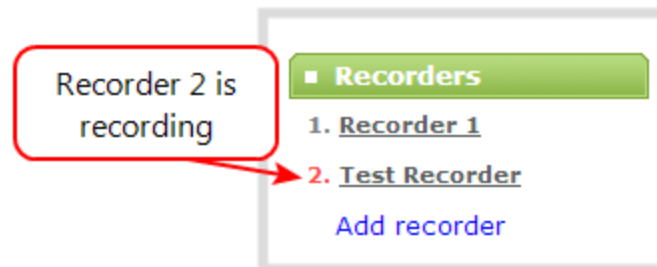 Recorder 2 is
recording
Recorders
1. Recorder 1
2. Test Recorder
Add recorder